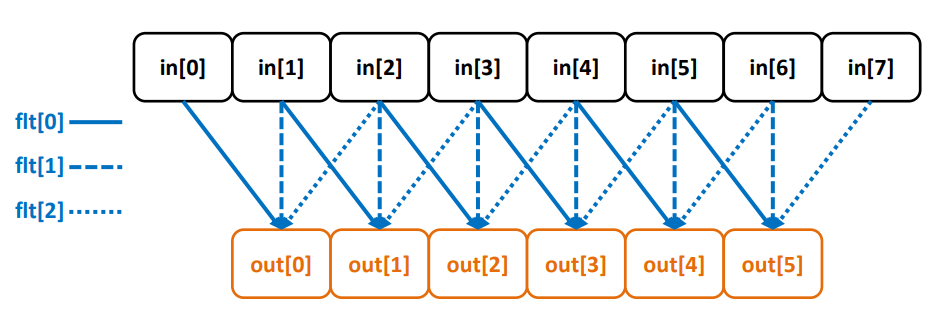 in[0] in[1] in[2] in[3] in[4] in[5] in[6] in[7]
flt[0]
flt[1]
flt[2]
out[0] out[1] out[2] out[3] out[4] out[5]